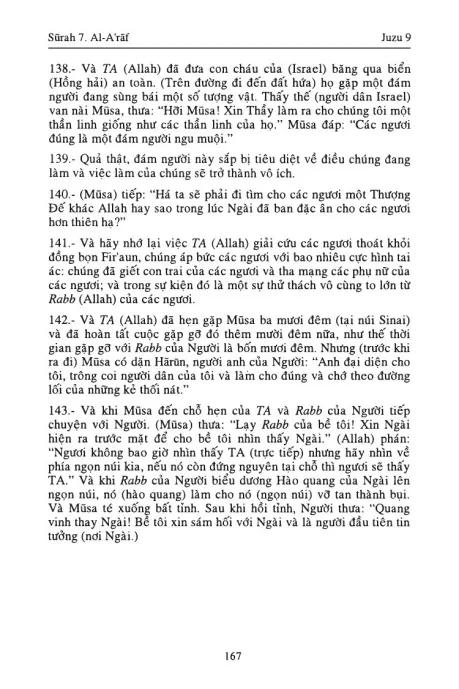 Sūrah 7. Al-A'rāf
Juzu 9
138.- Và TA (Allah) đã đưa con cháu của (Israel) băng qua biển
(Hồng hải) an toàn. (Trên đường đi đến đất hứa) họ gặp một đám
người đang sùng bái một số tượng vật. Thấy thế (người dân Israel)
van nài Mūsa, thưa: “Hỡi Mūsa! Xin Thầy làm ra cho chúng tôi một
thần linh giống như các thần linh của họ.” Mūsa đáp: “Các ngươi
đúng là một đám người ngu muội.”
139.- Quả thật, đám người này sắp bị tiêu diệt về điều chúng đang
làm và việc làm của chúng sẽ trở thành vô ích.
140.- (Mūsa) tiếp: “Há ta sẽ phải đi tìm cho các ngươi một Thượng
Đế khác Allah hay sao trong lúc Ngài đã ban đặc ân cho các ngươi
hơn thiên hạ?”
141.- Và hãy nhớ lại việc TA (Allah) giải cứu các ngươi thoát khỏi
đồng bọn Fir'aun, chúng áp bức các ngươi với bao nhiêu cực hình tai
ác: chúng đã giết con trai của các ngươi và tha mạng các phụ nữ của
các ngươi; và trong sự kiện đó là một sự thử thách vô cùng to lớn từ
Rabb (Allah) của các ngươi.
142.- Và TA (Allah) đã hẹn gặp Mūsa ba mươi đêm (tại núi Sinai)
và đã hoàn tất cuộc gặp gỡ đó thêm mười đêm nữa, như thế thời
gian gặp gỡ với Rabb của Người là bốn mươi đêm. Nhưng (trước khi
ra đi) Mūsa có dặn Hārūn, người anh của Người: “Anh đại diện cho
tôi, trông coi người dân của tôi và làm cho đúng và chớ theo đường
lối của những kẻ thối nát.”
143.- Và khi Mūsa đến chỗ hẹn của TA và Rabb của Người tiếp
chuyện với Người. (Mūsa) thưa: “Lạy Rabb của bề tôi! Xin Ngài
hiện ra trước mặt để cho bề tôi nhìn thấy Ngài.” (Allah) phán:
“Ngươi không bao giờ nhìn thấy TA (trực tiếp) nhưng hãy nhìn về
phía ngọn núi kia, nếu nó còn đứng nguyên tại chỗ thì ngươi sẽ thấy
TA.” Và khi Rabb của Người biểu dương Hào quang của Ngài lên
ngọn núi, nó (hào quang) làm cho nó (ngọn núi) vỡ tan thành bụi.
Và Mūsa té xuống bất tỉnh. Sau khi hồi tỉnh, Người thưa: “Quang
vinh thay Ngài! Bề tôi xin sám hối với Ngài và là người đầu tiên tin
tưởng (nơi Ngài.)
167